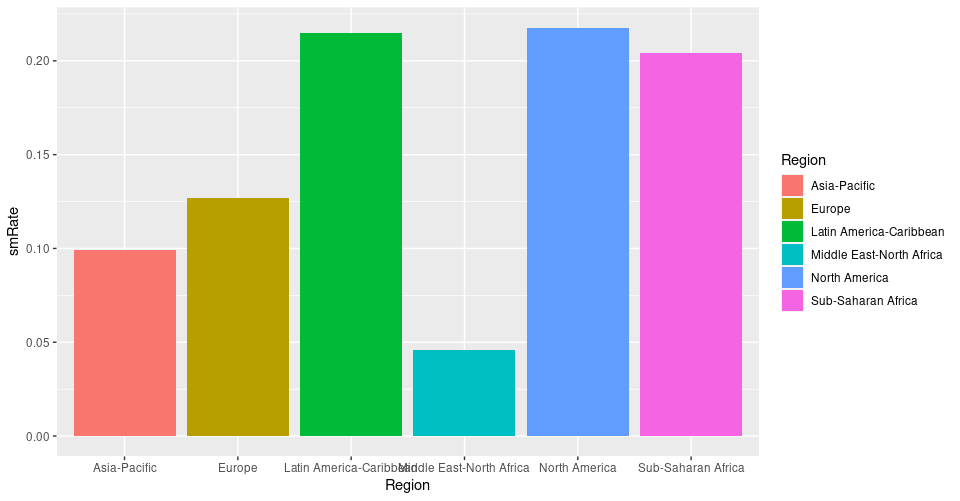 smRate
0.20
0.15
0.10
0.05
0.00
Asia-Pacific Europe Latin America-Caribbean Middle East-North Africa North America Sub-Saharan Africa
Region
Region
Asia-Pacific
Europe
Latin America-Caribbean
Middle East-North Africa
North America
Sub-Saharan Africa